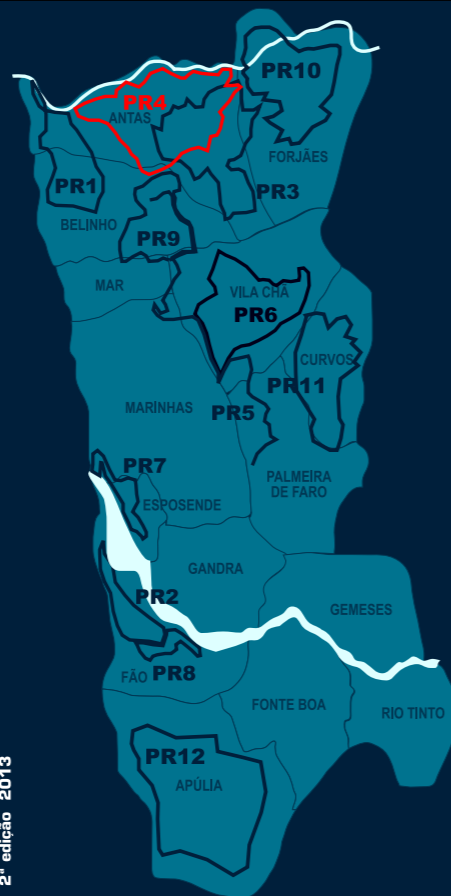 PR10
PR4
ANTAS
FORJÃES
PR1
PR3
BELINHO
PR9
MAR
VILA CHÃ
PR6
CURVOS
PR11
MARINHAS
PR5
PR7
PALMEIRA
DE FARO
ESPOSENDE
GANDRA
PR2
GEMESES
FÃO
PR8
FONTE BOA
RIO TINTO
PR12
APÚLIA
2ª edição 2013